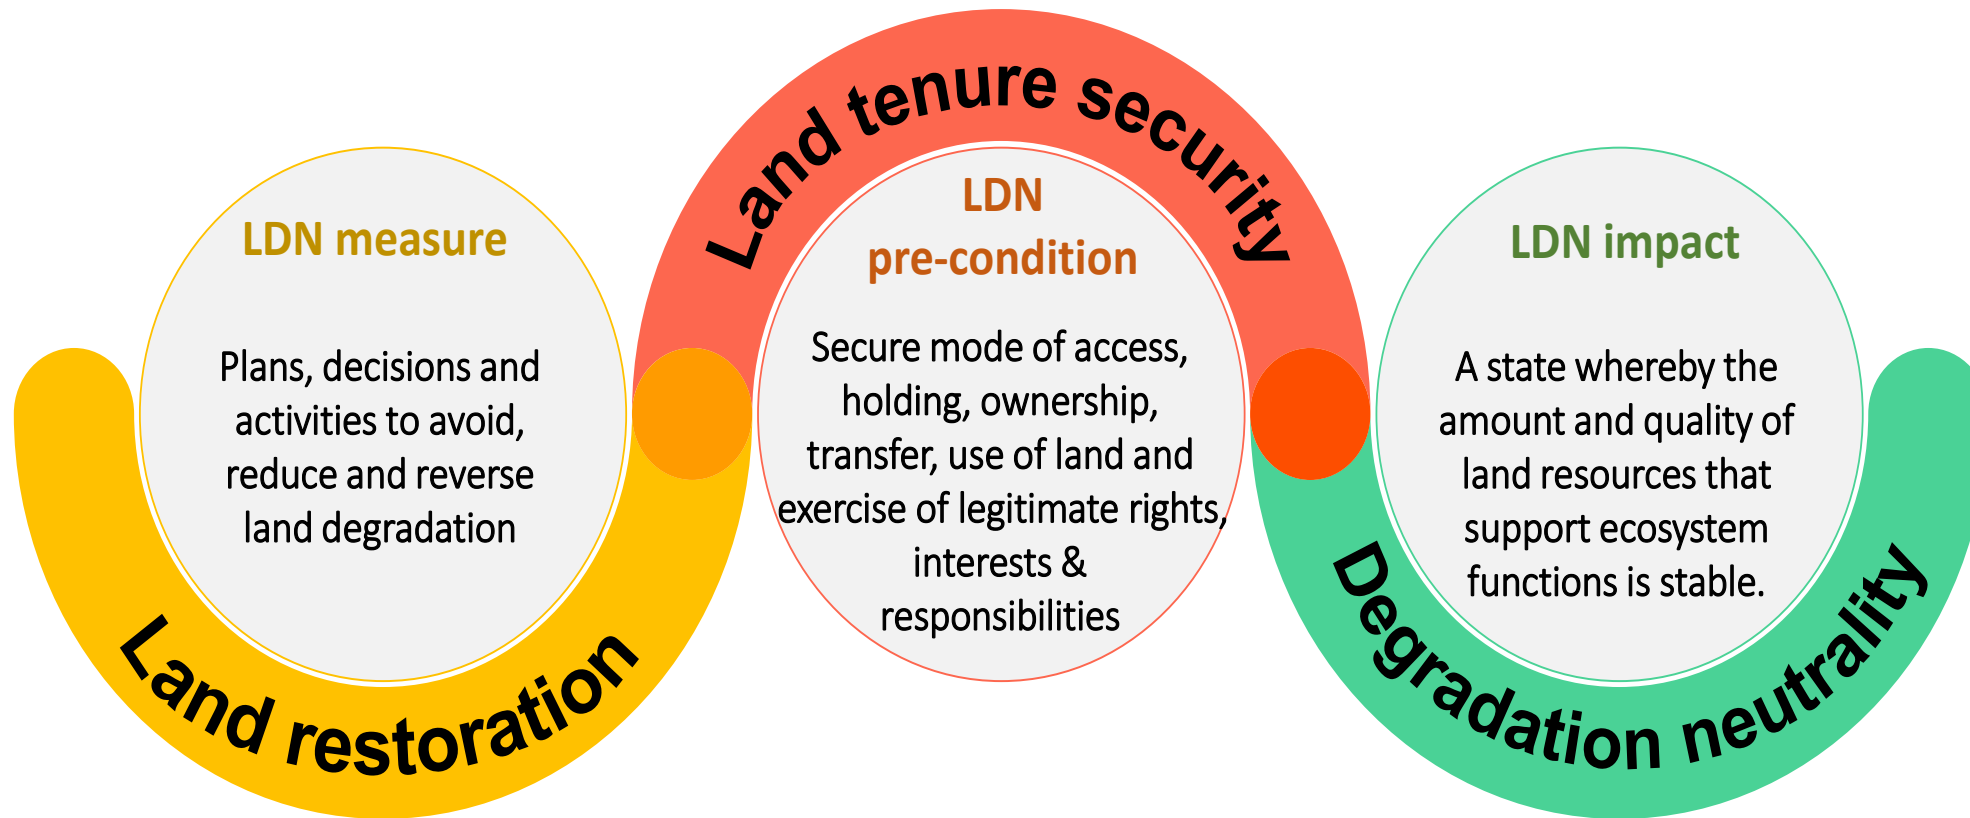 LDN measure
Plans, decisions and
activities to avoid,
reduce and reverse
land degradation
Land restoration
Land tenure security
LDN
pre-condition
Secure mode of access,
holding, ownership,
transfer, use of land and
exercise of legitimate rights,
interests &
responsibilities
LDN impact
A state whereby the
amount and quality of
land resources that
support ecosystem
functions is stable.
Degradation neutrality